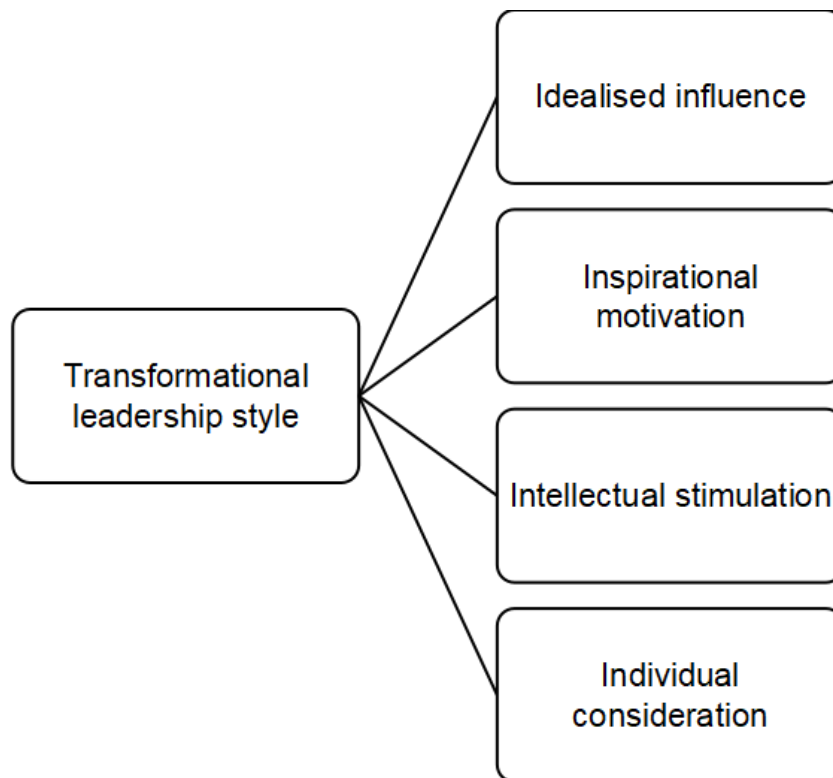 Idealised influence
Inspirational
motivation
Transformational
leadership style
Intellectual stimulation
Individual
consideration